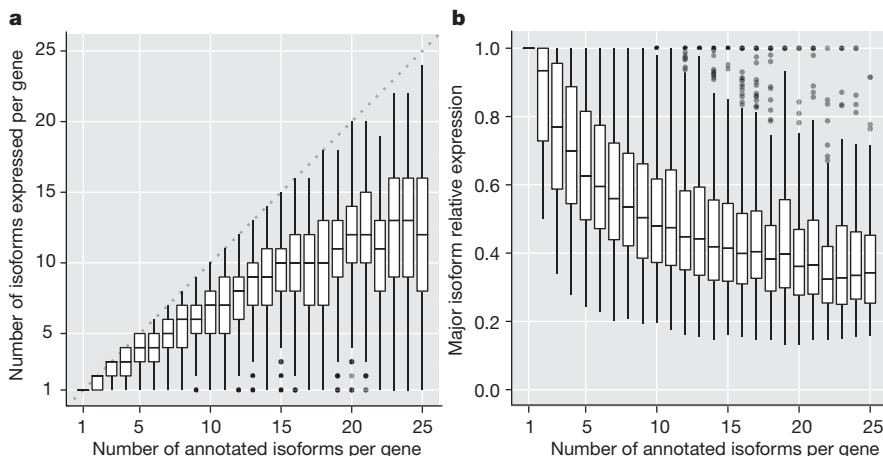 a
Number of isoforms expressed per gene
25
20
15
10
5
1
1 5 10 15 20 25
Number of annotated isoforms per gene
b
Major isoform relative expression
1.0
0.8
0.6
0.4
0.2
0.0
1 5 10 15 20 25
Number of annotated isoforms per gene